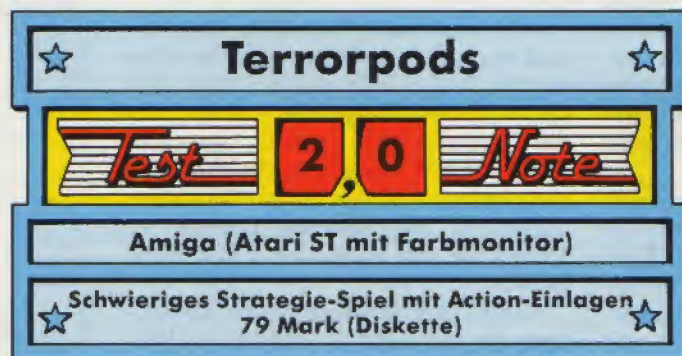 Terrorpods
Test 2,0 Note
Amiga (Atari ST mit Farbmonitor)
Schwieriges Strategie-Spiel mit Action-Einlagen
79 Mark (Diskette)